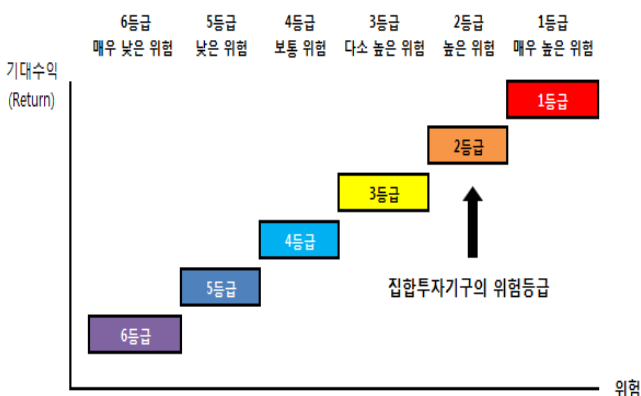 6등급 5등급 4등급 3등급 2등급 1등급
매우 낮은 위험 낮은 위험 보통 위험 다소 높은 위험 높은 위험 매우 높은 위험
기대수익
(Return)
1등급
2등급
3등급
4등급
집합투자기구의 위험등급
5등급
6등급
위험